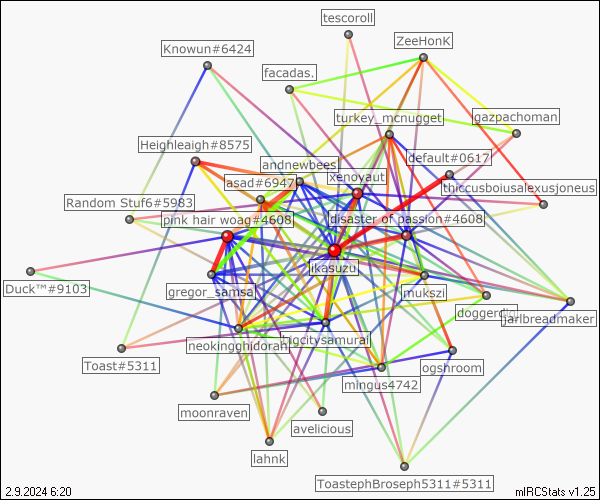 tescoroll
ZeeHonK
Knowun#6424
facadas.
gazpachoman
turkey_mcnugget
Heighleaigh#8575
default#0617
andnewbees
xenoyaut
asad#6947
thiccusboiusalexusjoneus
Random Stuf6#5983
pink hair woag#4608
disaster of passion#4608
ikasuzu
Duck™#9103
gregor_samsa
mukszi
doggerdo
jarlbreadmaker
neokingghidorah
bigcitysamurai
Toast#5311
ogshroom
mingus4742
moonraven
avelicious
lahnk
ToastephBroseph5311#5311
2.9.2024 6:20
mIRCStats v1.25